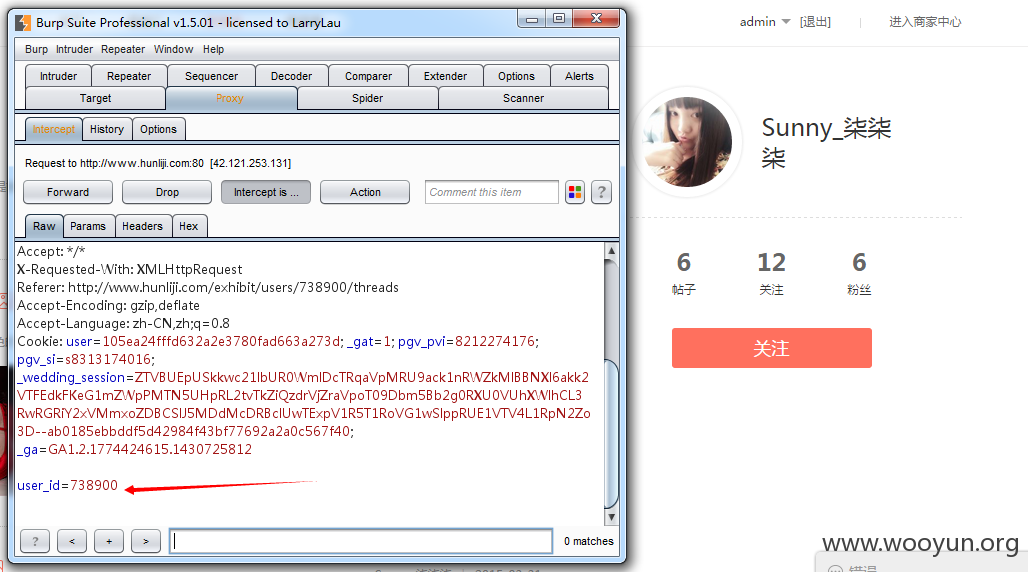 Burp Suite Professional v1.5.01 - licensed to LarryLau
Burp Intruder Repeater Window Help
Intruder Repeater Sequencer Decoder Comparer Extender Options Alerts
Target Proxy Spider Scanner
Intercept History Options
Request to http://www.hunliji.com:80 [42.121.253.131]
Forward Drop Intercept is ... Action Comment this item ?
Raw Params Headers Hex
Accept: */*
X-Requested-With: XMLHttpRequest
Referer: http://www.hunliji.com/exhibit/users/738900/threads
Accept-Encoding: gzip,deflate
Accept-Language: zh-CN,zh;q=0.8
Cookie: user=105ea24fffd632a2e3780fad663a273d; _gat=1; pgv_pvi=8212274176;
pgv_si=s8313174016;
_wedding_session=
_ga=GA1.2.1774424615.1430725812
user_id=738900
? < + > 0 matches
admin [退出] | 进入商家中心
Sunny_柒柒
柒
6 12 6
帖子 关注 粉丝
关注
www.wooyun.org